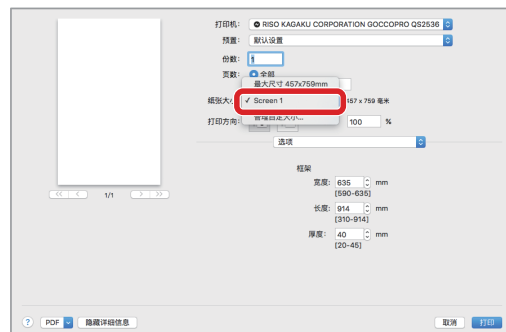 打印机: RISO KAGAKU CORPORATION GOCCOPRO QS2536
预置: 默认设置
份数: 1
页数: 全部
最大尺寸 457x759mm
纸张大小 ✓ Screen 1 457 x 759 毫米
管理自定大小...
打印方向: 100 %
选项
框架
宽度: 635 mm
[590-635]
<< < 1/1 > >>
长度: 914 mm
[310-914]
厚度: 40 mm
[20-45]
? PDF 隐藏详细信息 取消 打印